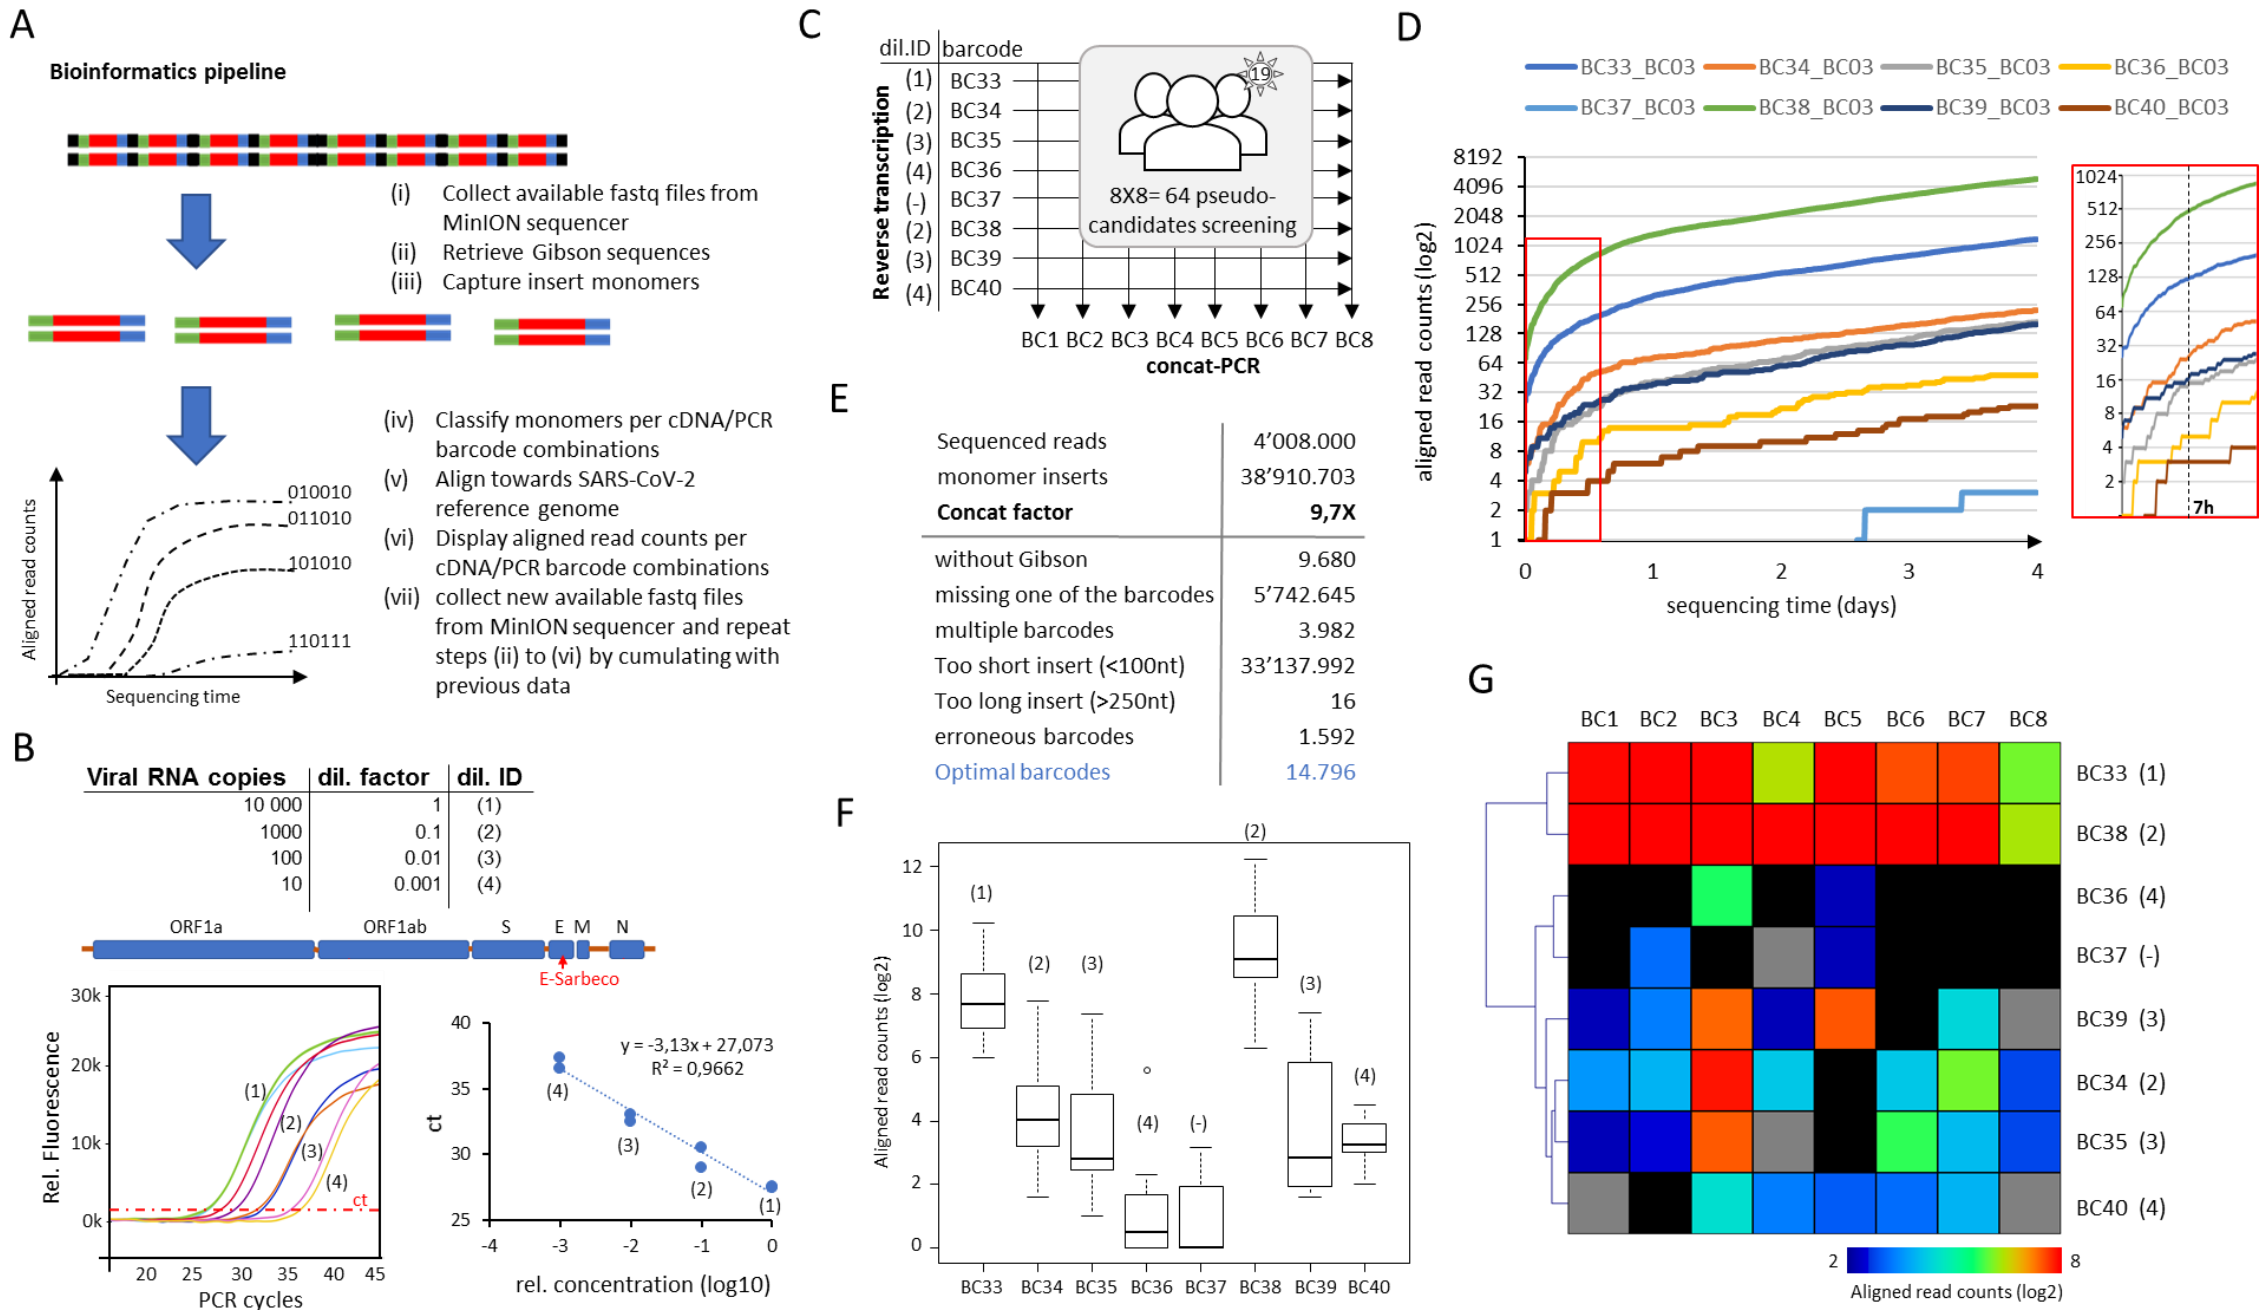 A
Bioinformatics pipeline
(i) Collect available fastq files from
MinION sequencer
(ii) Retrieve Gibson sequences
(iii) Capture insert monomers
(iv) Classify monomers per cDNA/PCR
barcode combinations
(v) Align towards SARS-CoV-2
reference genome
(vi) Display aligned read counts per
cDNA/PCR barcode combinations
(vii) collect new available fastq files
from MinION sequencer and repeat
steps (ii) to (vi) by cumulating with
previous data
Aligned read counts
010010
011010
101010
110111
Sequencing time
B
Viral RNA copies dil. factor dil. ID
10 000 1 (1)
1000 0.1 (2)
100 0.01 (3)
10 0.001 (4)
ORF1a ORF1ab S E M N
E-Sarbeco
Rel. Fluorescence
30k
20k
10k
0k
(1)
(2)
(3)
(4)
ct
20 25 30 35 40 45
PCR cycles
ct
40
35
30
25
y = -3,13x + 27,073
R² = 0,9662
(4)
(3)
(2)
(1)
-4 -3 -2 -1 0
rel. concentration (log10)
C
dil.ID barcode
Reverse transcription
(1) BC33
(2) BC34
(3) BC35
(4) BC36
(-) BC37
(2) BC38
(3) BC39
(4) BC40
19
8X8= 64 pseudo-
candidates screening
BC1 BC2 BC3 BC4 BC5 BC6 BC7 BC8
concat-PCR
D
BC33_BC03 BC34_BC03 BC35_BC03 BC36_BC03
BC37_BC03 BC38_BC03 BC39_BC03 BC40_BC03
aligned read counts (log2)
8192
4096
2048
1024
512
256
128
64
32
16
8
4
2
1
0 1 2 3 4
sequencing time (days)
1024
512
256
128
64
32
16
8
4
2
7h
E
Sequenced reads 4’008.000
monomer inserts 38’910.703
Concat factor 9,7X
without Gibson 9.680
missing one of the barcodes 5’742.645
multiple barcodes 3.982
Too short insert (<100nt) 33’137.992
Too long insert (>250nt) 16
erroneous barcodes 1.592
Optimal barcodes 14.796
F
Aligned read counts (log2)
12
10
8
6
4
2
0
(1)
(2)
(3)
(4)
(-)
(2)
(3)
(4)
BC33 BC34 BC35 BC36 BC37 BC38 BC39 BC40
G
BC1 BC2 BC3 BC4 BC5 BC6 BC7 BC8
BC33 (1)
BC38 (2)
BC36 (4)
BC37 (-)
BC39 (3)
BC34 (2)
BC35 (3)
BC40 (4)
2 8
Aligned read counts (log2)